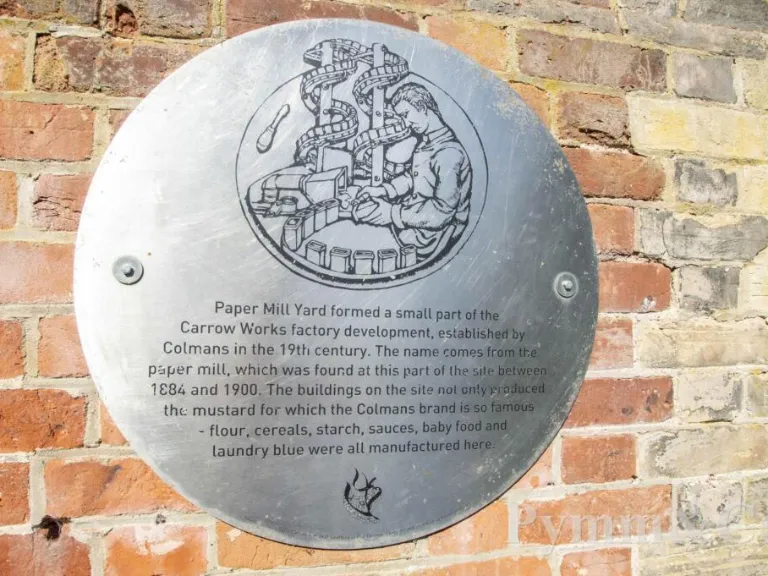 Paper Mill Yard formed a small part of the
Carrow Works factory development, established by
Colmans in the 19th century. The name comes from the
paper mill, which was found at this part of the site between
1884 and 1900. The buildings on the site not only produced
the mustard for which the Colmans brand is so famous
- flour, cereals, starch, sauces, baby food and
laundry blue were all manufactured here.